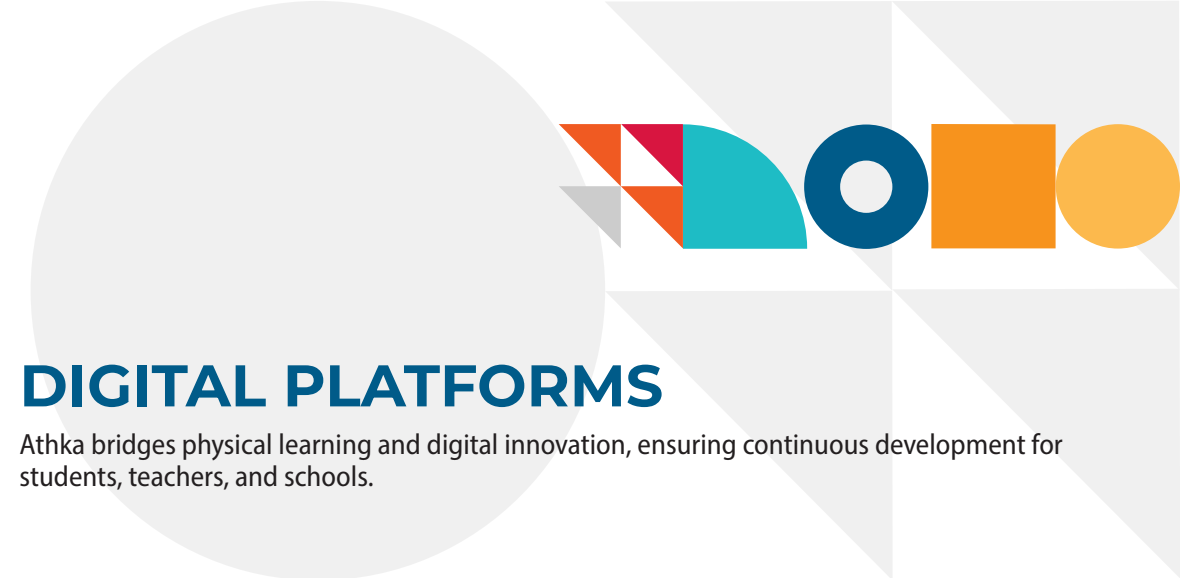 DIGITAL PLATFORMS
Athka bridges physical learning and digital innovation, ensuring continuous development for
students, teachers, and schools.